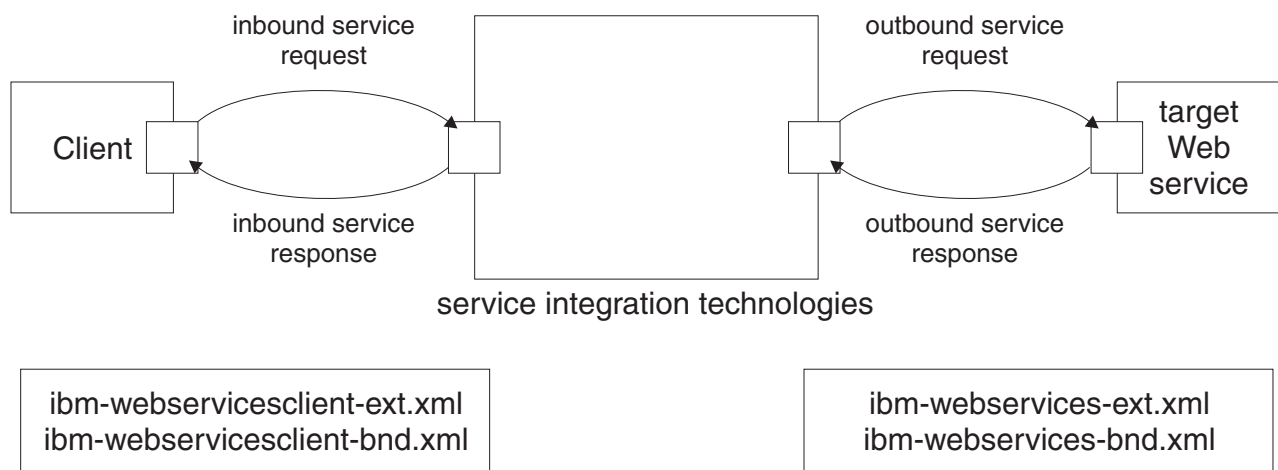 inbound service
request
outbound service
request
Client
target
Web
service
inbound service
response
outbound service
response
service integration technologies
ibm-webservicesclient-ext.xml
ibm-webservicesclient-bnd.xml
ibm-webservices-ext.xml
ibm-webservices-bnd.xml